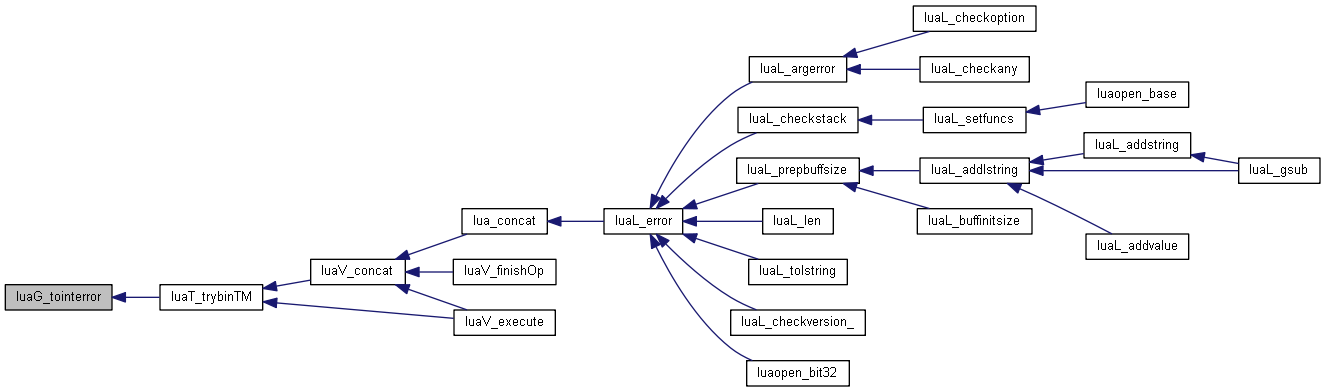 luaL_checkoption
luaL_argerror
luaL_checkany
luaopen_base
luaL_checkstack
luaL_setfuncs
luaL_addstring
luaL_prepbuffsize
luaL_addlstring
luaL_gsub
lua_concat
luaL_error
luaL_len
luaL_buffinitsize
luaL_addvalue
luaV_concat
luaV_finishOp
luaL_tolstring
luaG_tointerror
luaT_trybinTM
luaV_execute
luaL_checkversion_
luaopen_bit32